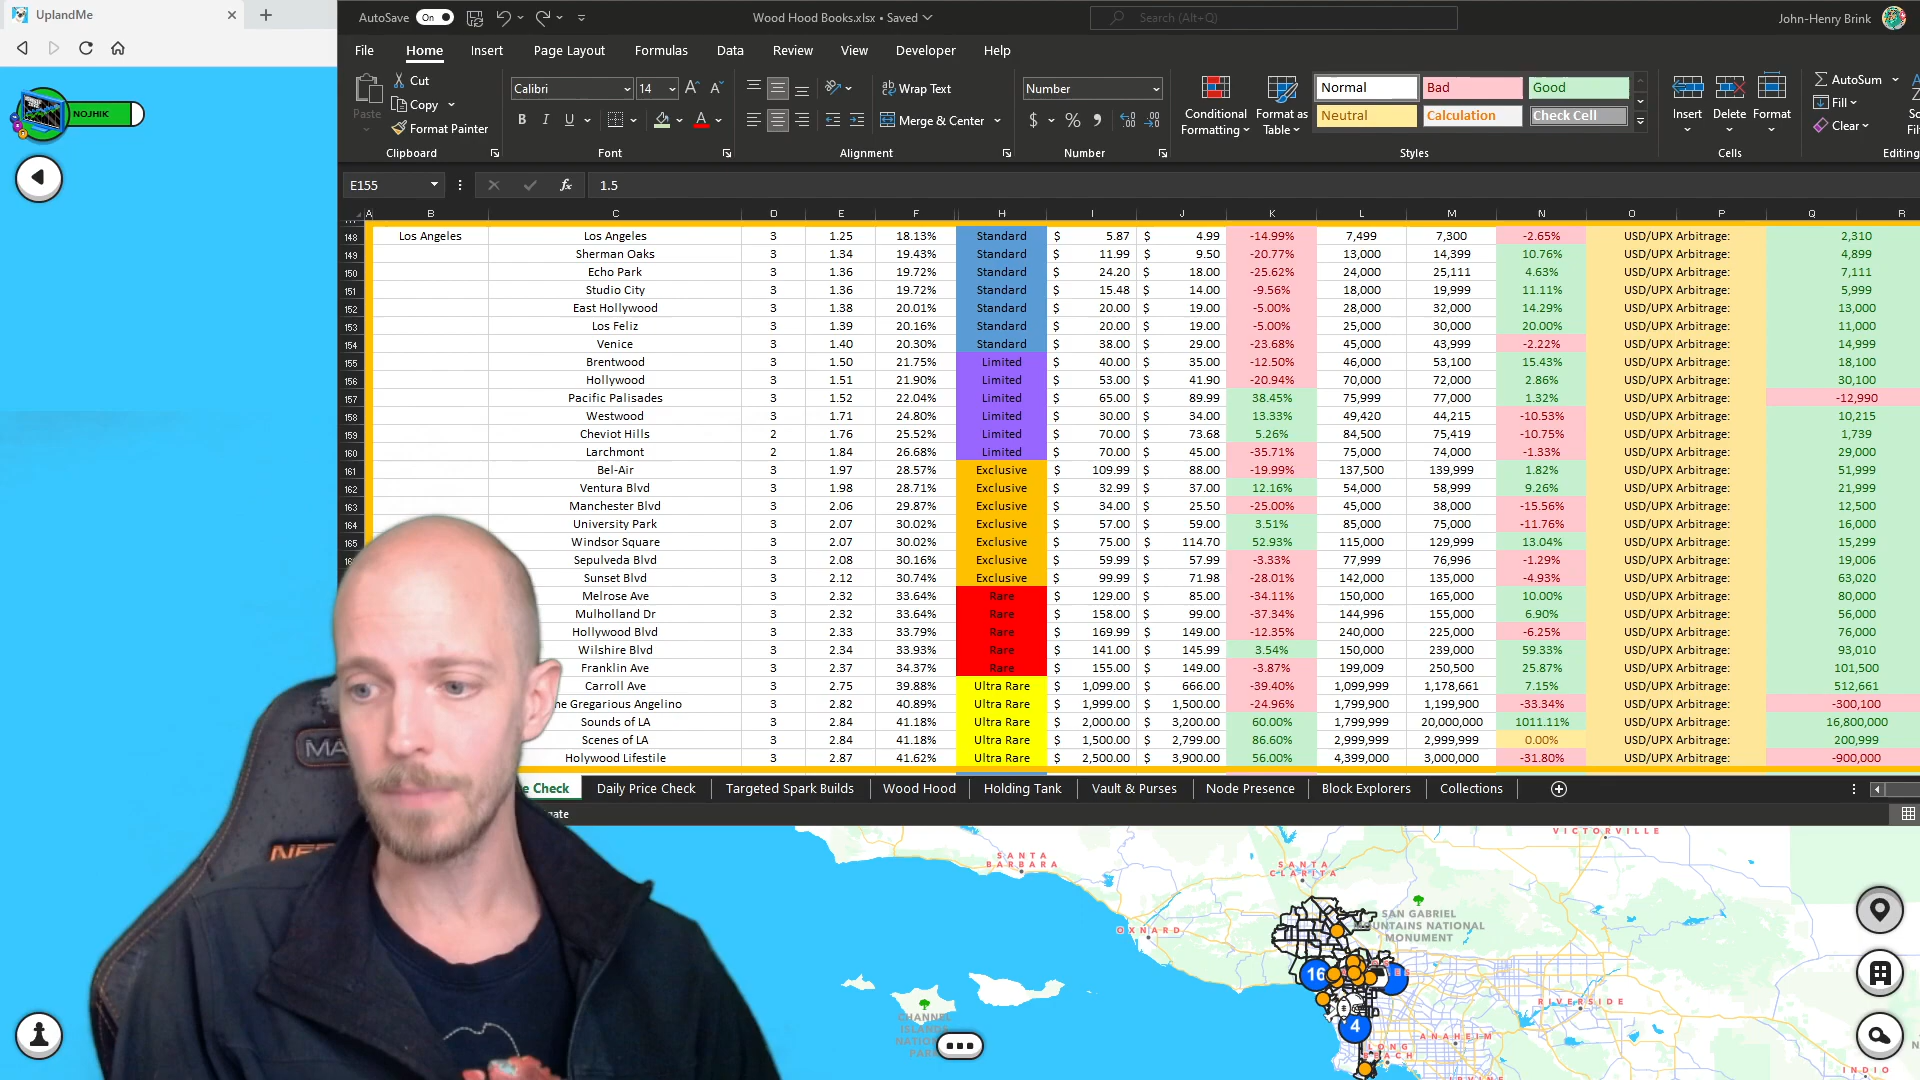 UplandMe
AutoSave On
Wood Hood Books.xlsx • Saved
Search (Alt+Q)
John-Henry Brink
File Home Insert Page Layout Formulas Data Review View Developer Help
NOJHIK
Paste
Cut
Copy
Format Painter
Clipboard
Calibri 14
B I U
Font
Wrap Text
Merge & Center
Alignment
Number
$ % 9
Number
Conditional Formatting
Format as Table
Normal Bad Good
Neutral Calculation Check Cell
Styles
Insert Delete Format
Cells
AutoSum
Fill
Clear
Editing
E155 fx 1.5
A B C D E F H I J K L M N O P Q R
148 Los Angeles Los Angeles 3 1.25 18.13% Standard $ 5.87 $ 4.99 -14.99% 7,499 7,300 -2.65% USD/UPX Arbitrage: 2,310
149 Sherman Oaks 3 1.34 19.43% Standard $ 11.99 $ 9.50 -20.77% 13,000 14,399 10.76% USD/UPX Arbitrage: 4,899
150 Echo Park 3 1.36 19.72% Standard $ 24.20 $ 18.00 -25.62% 24,000 25,111 4.63% USD/UPX Arbitrage: 7,111
151 Studio City 3 1.36 19.72% Standard $ 15.48 $ 14.00 -9.56% 18,000 19,999 11.11% USD/UPX Arbitrage: 5,999
152 East Hollywood 3 1.38 20.01% Standard $ 20.00 $ 19.00 -5.00% 28,000 32,000 14.29% USD/UPX Arbitrage: 13,000
153 Los Feliz 3 1.39 20.16% Standard $ 20.00 $ 19.00 -5.00% 25,000 30,000 20.00% USD/UPX Arbitrage: 11,000
154 Venice 3 1.40 20.30% Standard $ 38.00 $ 29.00 -23.68% 45,000 43,999 -2.22% USD/UPX Arbitrage: 14,999
155 Brentwood 3 1.50 21.75% Limited $ 40.00 $ 35.00 -12.50% 46,000 53,100 15.43% USD/UPX Arbitrage: 18,100
156 Hollywood 3 1.51 21.90% Limited $ 53.00 $ 41.90 -20.94% 70,000 72,000 2.86% USD/UPX Arbitrage: 30,100
157 Pacific Palisades 3 1.52 22.04% Limited $ 65.00 $ 89.99 38.45% 75,999 77,000 1.32% USD/UPX Arbitrage: -12,990
158 Westwood 3 1.71 24.80% Limited $ 30.00 $ 34.00 13.33% 49,420 44,215 -10.53% USD/UPX Arbitrage: 10,215
159 Cheviot Hills 2 1.76 25.52% Limited $ 70.00 $ 73.68 5.26% 84,500 75,419 -10.75% USD/UPX Arbitrage: 1,739
160 Larchmont 2 1.84 26.68% Limited $ 70.00 $ 45.00 -35.71% 75,000 74,000 -1.33% USD/UPX Arbitrage: 29,000
161 Bel-Air 3 1.97 28.57% Exclusive $ 109.99 $ 88.00 -19.99% 137,500 139,999 1.82% USD/UPX Arbitrage: 51,999
162 Ventura Blvd 3 1.98 28.71% Exclusive $ 32.99 $ 37.00 12.16% 54,000 58,999 9.26% USD/UPX Arbitrage: 21,999
163 Manchester Blvd 3 2.06 29.87% Exclusive $ 34.00 $ 25.50 -25.00% 45,000 38,000 -15.56% USD/UPX Arbitrage: 12,500
164 University Park 3 2.07 30.02% Exclusive $ 57.00 $ 59.00 3.51% 85,000 75,000 -11.76% USD/UPX Arbitrage: 16,000
165 Windsor Square 3 2.07 30.02% Exclusive $ 75.00 $ 114.70 52.93% 115,000 129,999 13.04% USD/UPX Arbitrage: 15,299
Sepulveda Blvd 3 2.08 30.16% Exclusive $ 59.99 $ 57.99 -3.33% 77,999 76,996 -1.29% USD/UPX Arbitrage: 19,006
Sunset Blvd 3 2.12 30.74% Exclusive $ 99.99 $ 71.98 -28.01% 142,000 135,000 -4.93% USD/UPX Arbitrage: 63,020
Melrose Ave 3 2.32 33.64% Rare $ 129.00 $ 85.00 -34.11% 150,000 165,000 10.00% USD/UPX Arbitrage: 80,000
Mulholland Dr 3 2.32 33.64% Rare $ 158.00 $ 99.00 -37.34% 144,996 155,000 6.90% USD/UPX Arbitrage: 56,000
Hollywood Blvd 3 2.33 33.79% Rare $ 169.99 $ 149.00 -12.35% 240,000 225,000 -6.25% USD/UPX Arbitrage: 76,000
Wilshire Blvd 3 2.34 33.93% Rare $ 141.00 $ 145.99 3.54% 150,000 239,000 59.33% USD/UPX Arbitrage: 93,010
Franklin Ave 3 2.37 34.37% Rare $ 155.00 $ 149.00 -3.87% 199,009 250,500 25.87% USD/UPX Arbitrage: 101,500
Carroll Ave 3 2.75 39.88% Ultra Rare $ 1,099.00 $ 666.00 -39.40% 1,099,999 1,178,661 7.15% USD/UPX Arbitrage: 512,661
he Gregarious Angelino 3 2.82 40.89% Ultra Rare $ 1,999.00 $ 1,500.00 -24.96% 1,799,900 1,199,900 -33.34% USD/UPX Arbitrage: -300,100
Sounds of LA 3 2.84 41.18% Ultra Rare $ 2,000.00 $ 3,200.00 60.00% 1,799,999 20,000,000 1011.11% USD/UPX Arbitrage: 16,800,000
Scenes of LA 3 2.84 41.18% Ultra Rare $ 1,500.00 $ 2,799.00 86.60% 2,999,999 2,999,999 0.00% USD/UPX Arbitrage: 200,999
Holywood Lifestile 3 2.87 41.62% Ultra Rare $ 2,500.00 $ 3,900.00 56.00% 4,399,000 3,000,000 -31.80% USD/UPX Arbitrage: -900,000
e Check Daily Price Check Targeted Spark Builds Wood Hood Holding Tank Vault & Purses Node Presence Block Explorers Collections
gate
VICTORVILLE
SANTA BARBARA
SANTA CLARITA
SAN GABRIEL MOUNTAINS NATIONAL MONUMENT
OXNARD
16
RIVERSIDE
CHANNEL ISLANDS NATIONAL PARK
4
ANAHEIM
LONG BEACH
IRVINE
INDIO